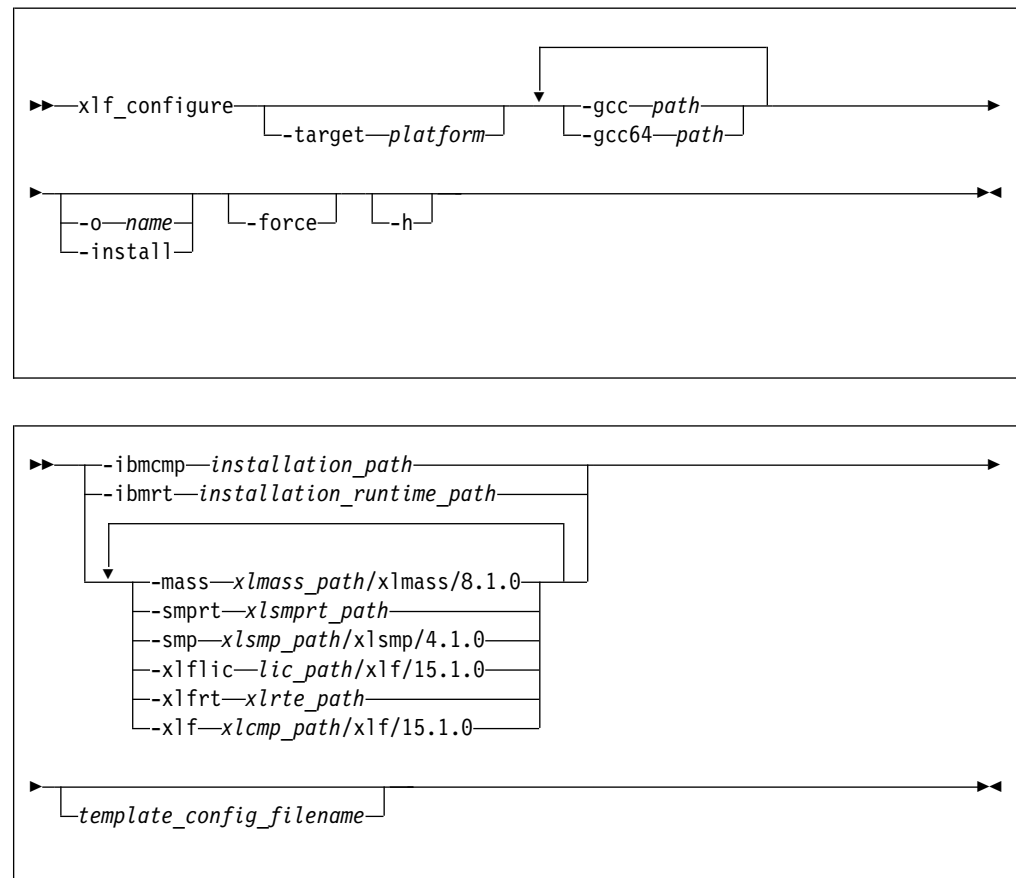 xlf_configure -target platform -gcc path
-gcc64 path
-o name -force -h
-install
-ibmcmp installation_path
-ibmrt installation_runtime_path
-mass xlmass_path/xlmass/8.1.0
-smprt xlsmprt_path
-smp xlsmp_path/xlsmp/4.1.0
-xlflic lic_path/xlf/15.1.0
-xlfrt xlrte_path
-xlf xlcmp_path/xlf/15.1.0
template_config_filename